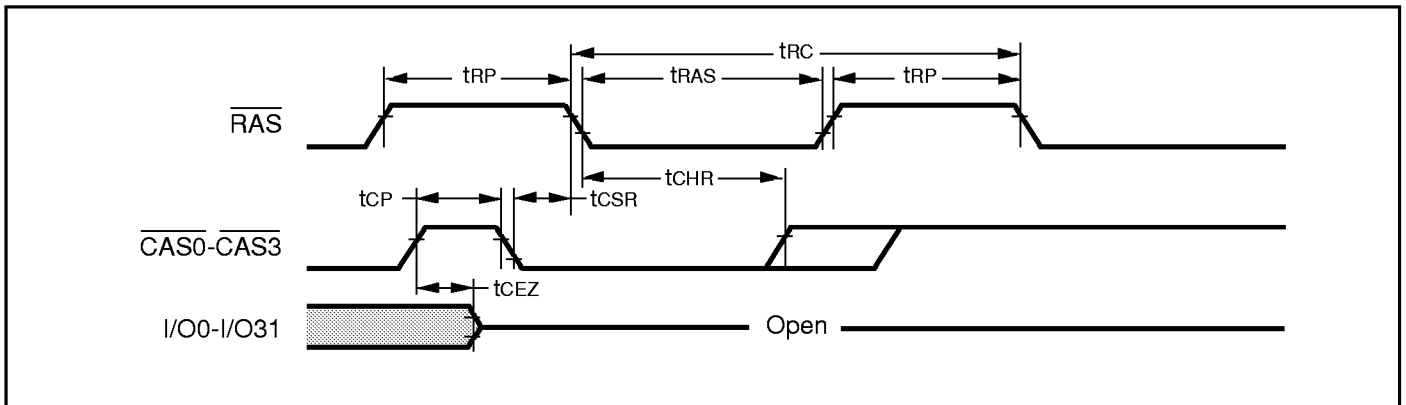 tRC
tRP tRAS tRP
RAS
tCHR
tCP tCSR
CAS0-CAS3
tCEZ
I/O0-I/O31 Open